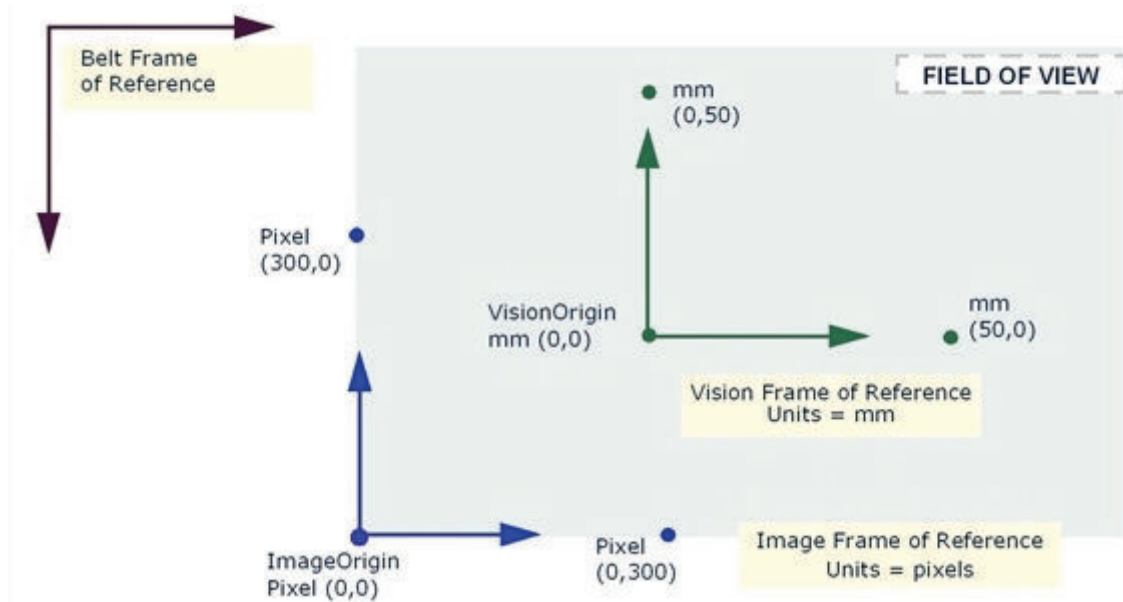 Belt Frame
of Reference
FIELD OF VIEW
mm
(0,50)
Pixel
(300,0)
VisionOrigin
mm (0,0)
mm
(50,0)
Vision Frame of Reference
Units = mm
ImageOrigin
Pixel (0,0)
Pixel
(0,300)
Image Frame of Reference
Units = pixels